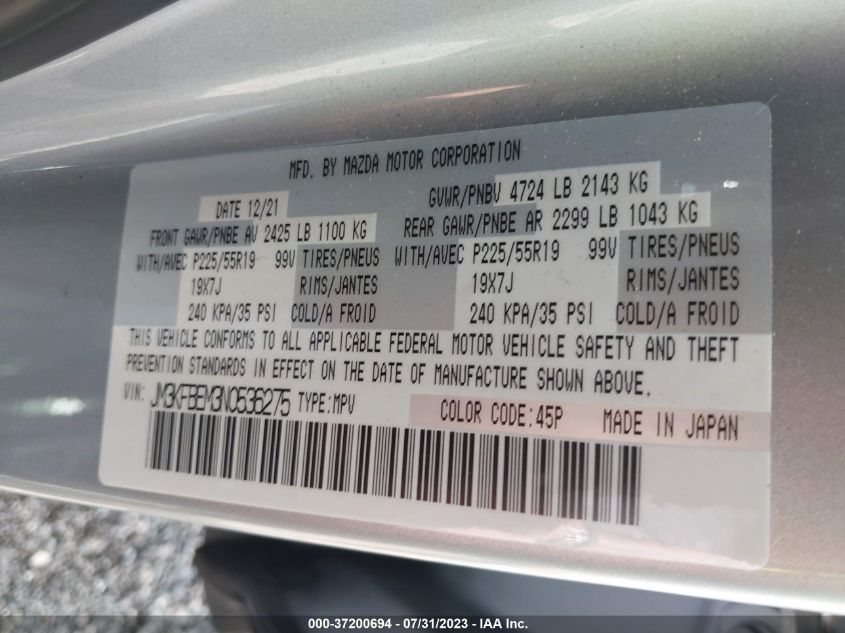 MFD. BY MAZDA MOTOR CORPORATION
DATE 12/21 GVWR/PNBV 4724 LB 2143 KG
FRONT GAWR/PNBE AV 2425 LB 1100 KG REAR GAWR/PNBE AR 2299 LB 1043 KG
WITH/AVEC P225/55R19 99V TIRES/PNEUS WITH/AVEC P225/55R19 99V TIRES/PNEUS
19X7J RIMS/JANTES 19X7J RIMS/JANTES
240 KPA/35 PSI COLD/A FROID 240 KPA/35 PSI COLD/A FROID
THIS VEHICLE CONFORMS TO ALL APPLICABLE FEDERAL MOTOR VEHICLE SAFETY AND THEFT
PREVENTION STANDARDS IN EFFECT ON THE DATE OF MANUFACTURE SHOWN ABOVE.
VIN: JM3KFBEM3N0536275 TYPE:MPV COLOR CODE:45P MADE IN JAPAN
000-37200694 - 07/31/2023 - IAA Inc.